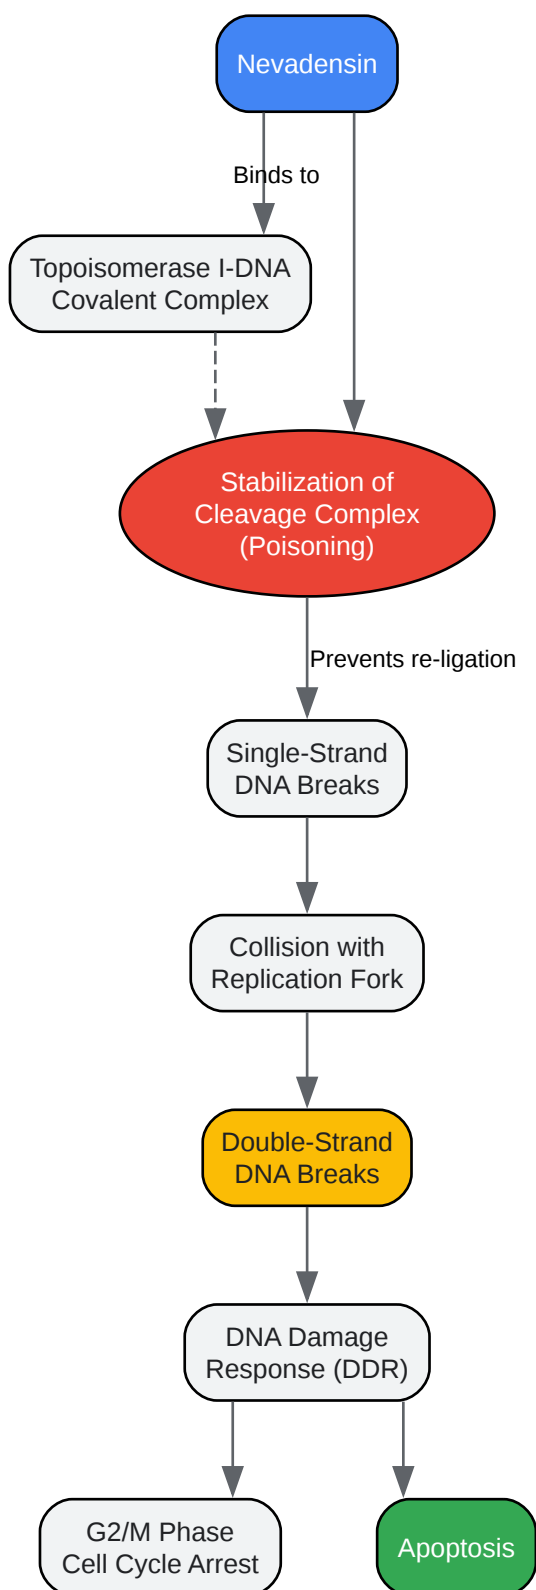 Nevadensin
Binds to
Topoisomerase I-DNA
Covalent Complex
Stabilization of
Cleavage Complex
(Poisoning)
Prevents re-ligation
Single-Strand
DNA Breaks
Collision with
Replication Fork
Double-Strand
DNA Breaks
DNA Damage
Response (DDR)
G2/M Phase
Cell Cycle Arrest
Apoptosis